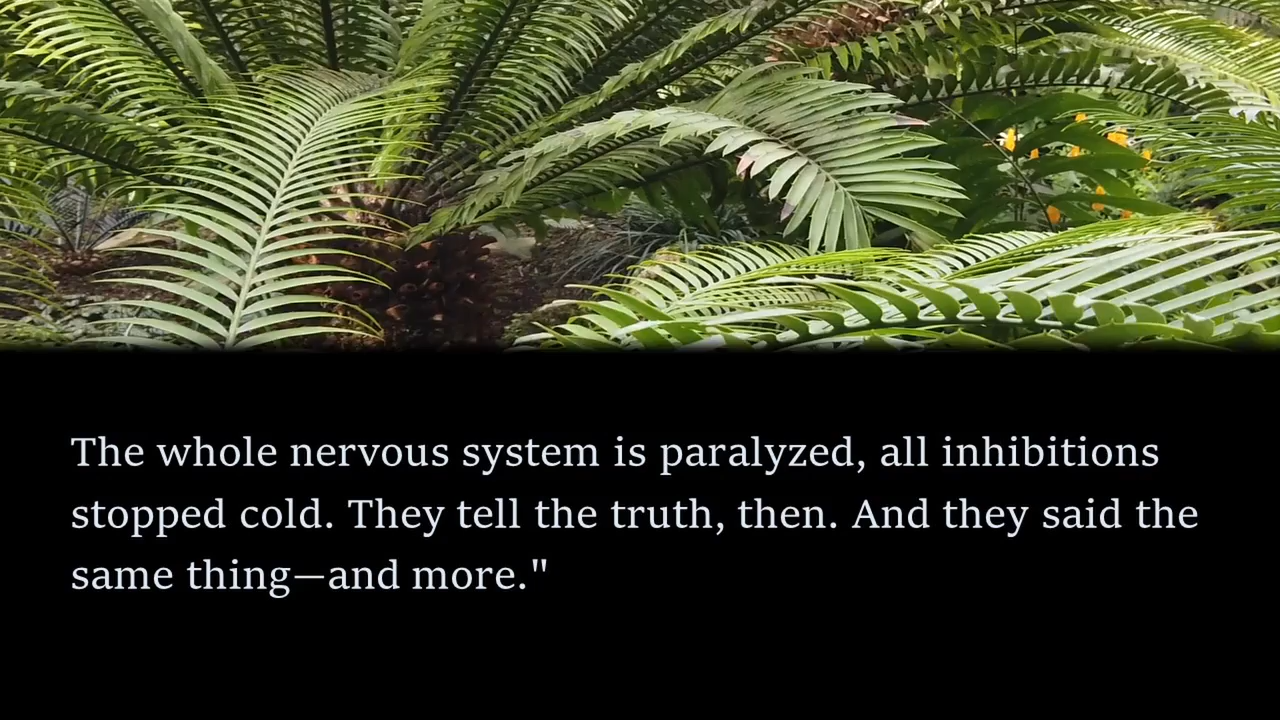 The whole nervous system is paralyzed, all inhibitions
stopped cold. They tell the truth, then. And they said the
same thing—and more."